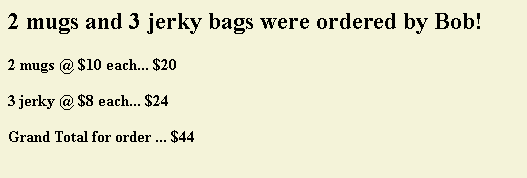 2 mugs and 3 jerky bags were ordered by Bob!
2 mugs @ $10 each... $20
3 jerky @ $8 each... $24
Grand Total for order ... $44